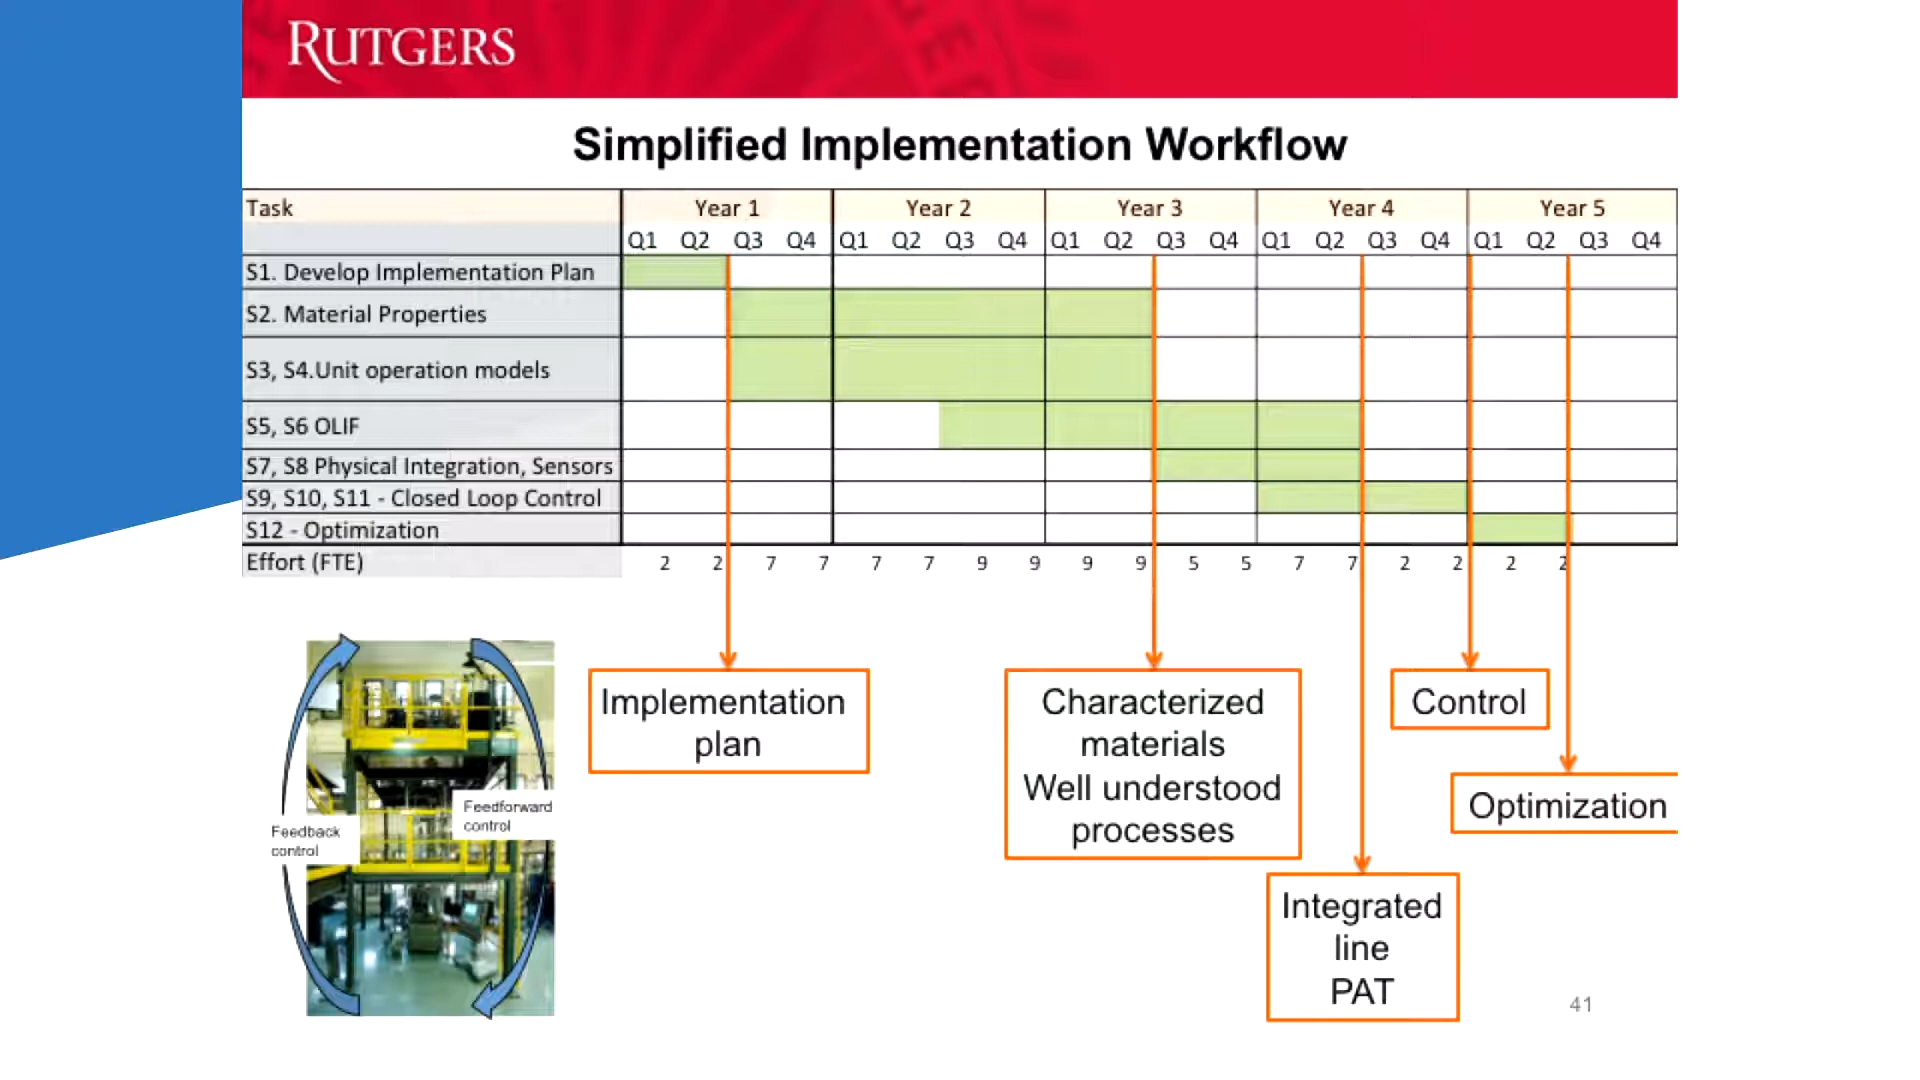 RUTGERS
Simplified Implementation Workflow
Task Year 1 Year 2 Year 3 Year 4 Year 5
Q1 Q2 Q3 Q4 Q1 Q2 Q3 Q4 Q1 Q2 Q3 Q4 Q1 Q2 Q3 Q4 Q1 Q2 Q3 Q4
S1. Develop Implementation Plan
S2. Material Properties
S3, S4.Unit operation models
S5, S6 OLIF
S7, S8 Physical Integration, Sensors
S9, S10, S11 - Closed Loop Control
S12 - Optimization
Effort (FTE) 2 2 7 7 7 7 9 9 9 9 5 5 7 7 2 2 2 2
Implementation
plan
Characterized
materials
Well understood
processes
Control
Optimization
Integrated
line
PAT
Feedforward
control
Feedback
control
41